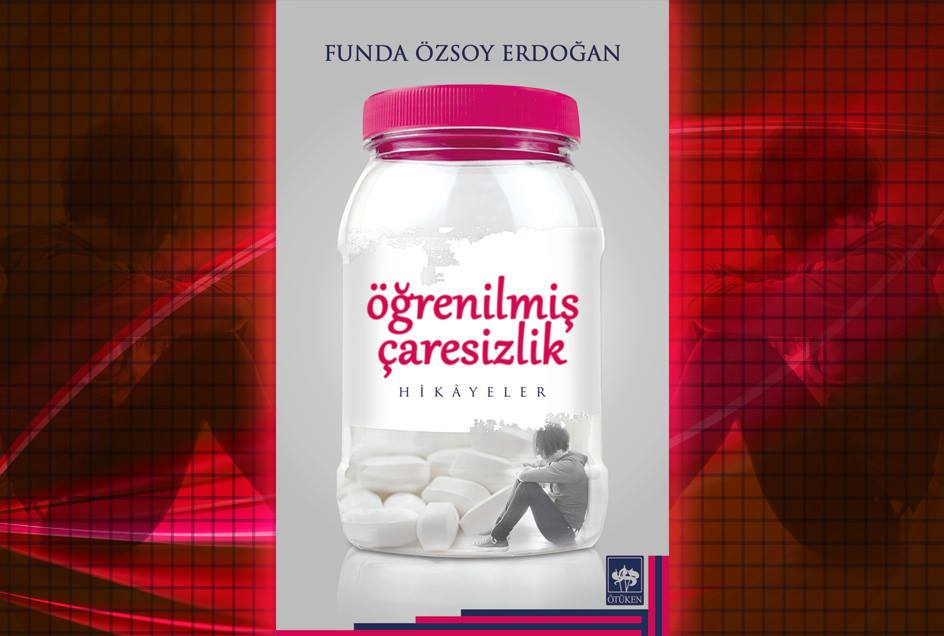 FUNDA ÖZSOY ERDOĞAN
öğrenilmiş
çaresizlik
HİKÂYELER
ÖTÜKEN